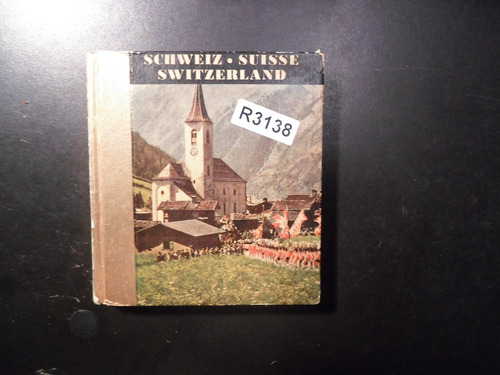 SCHWEIZ • SUISSE
SWITZERLAND
R3138